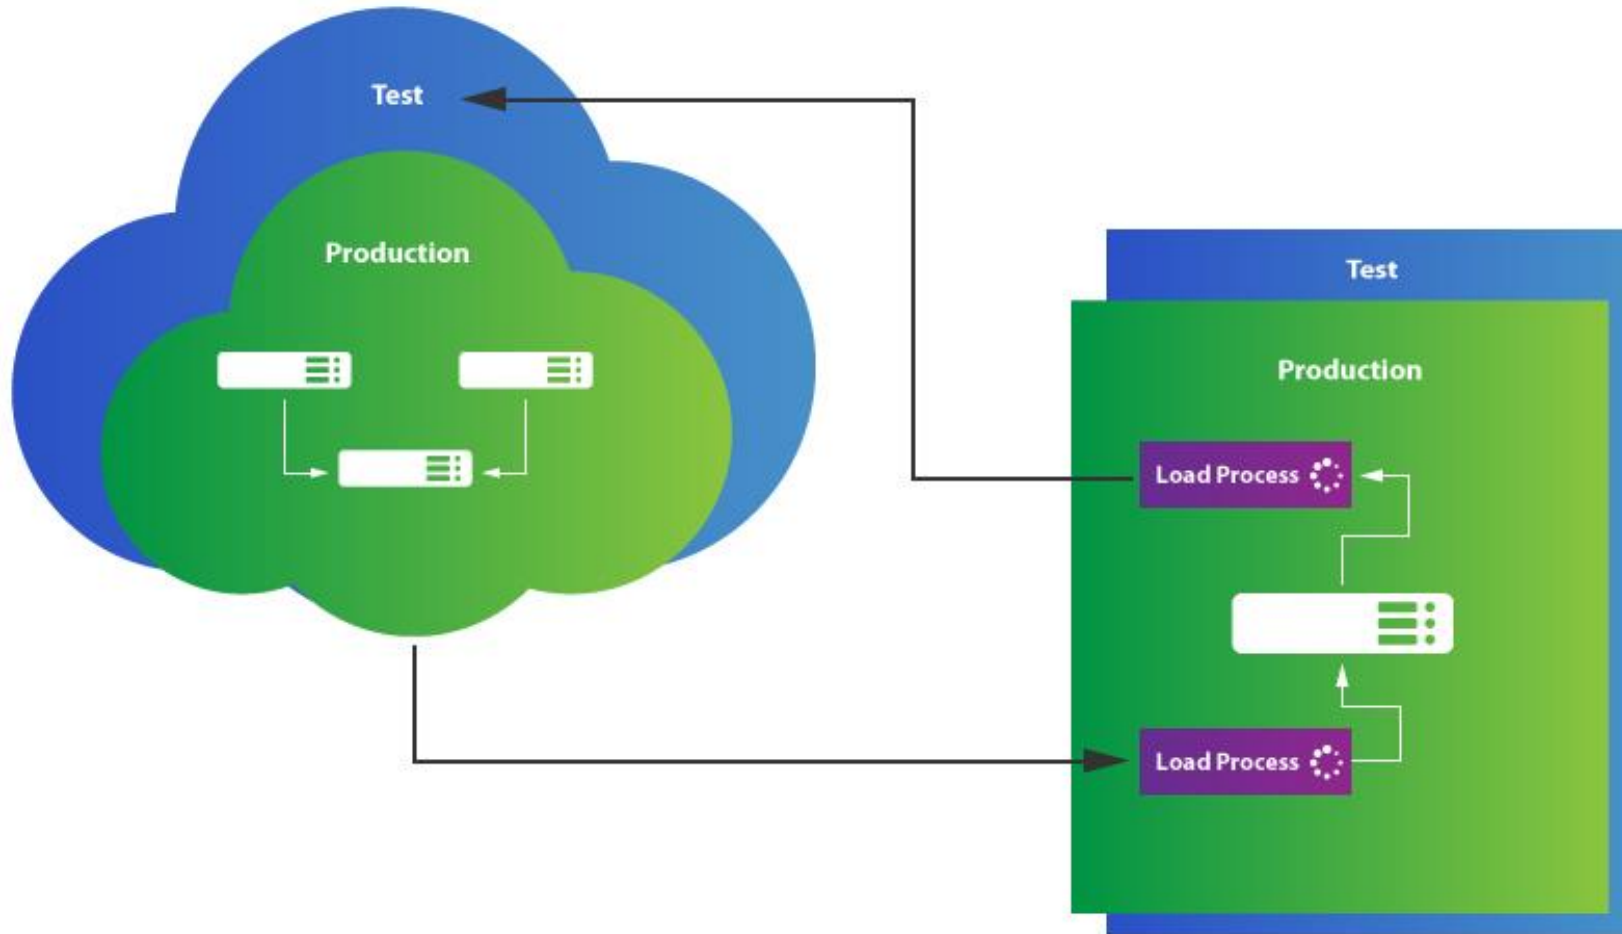 Test
Production
Test
Production
Load Process
Load Process